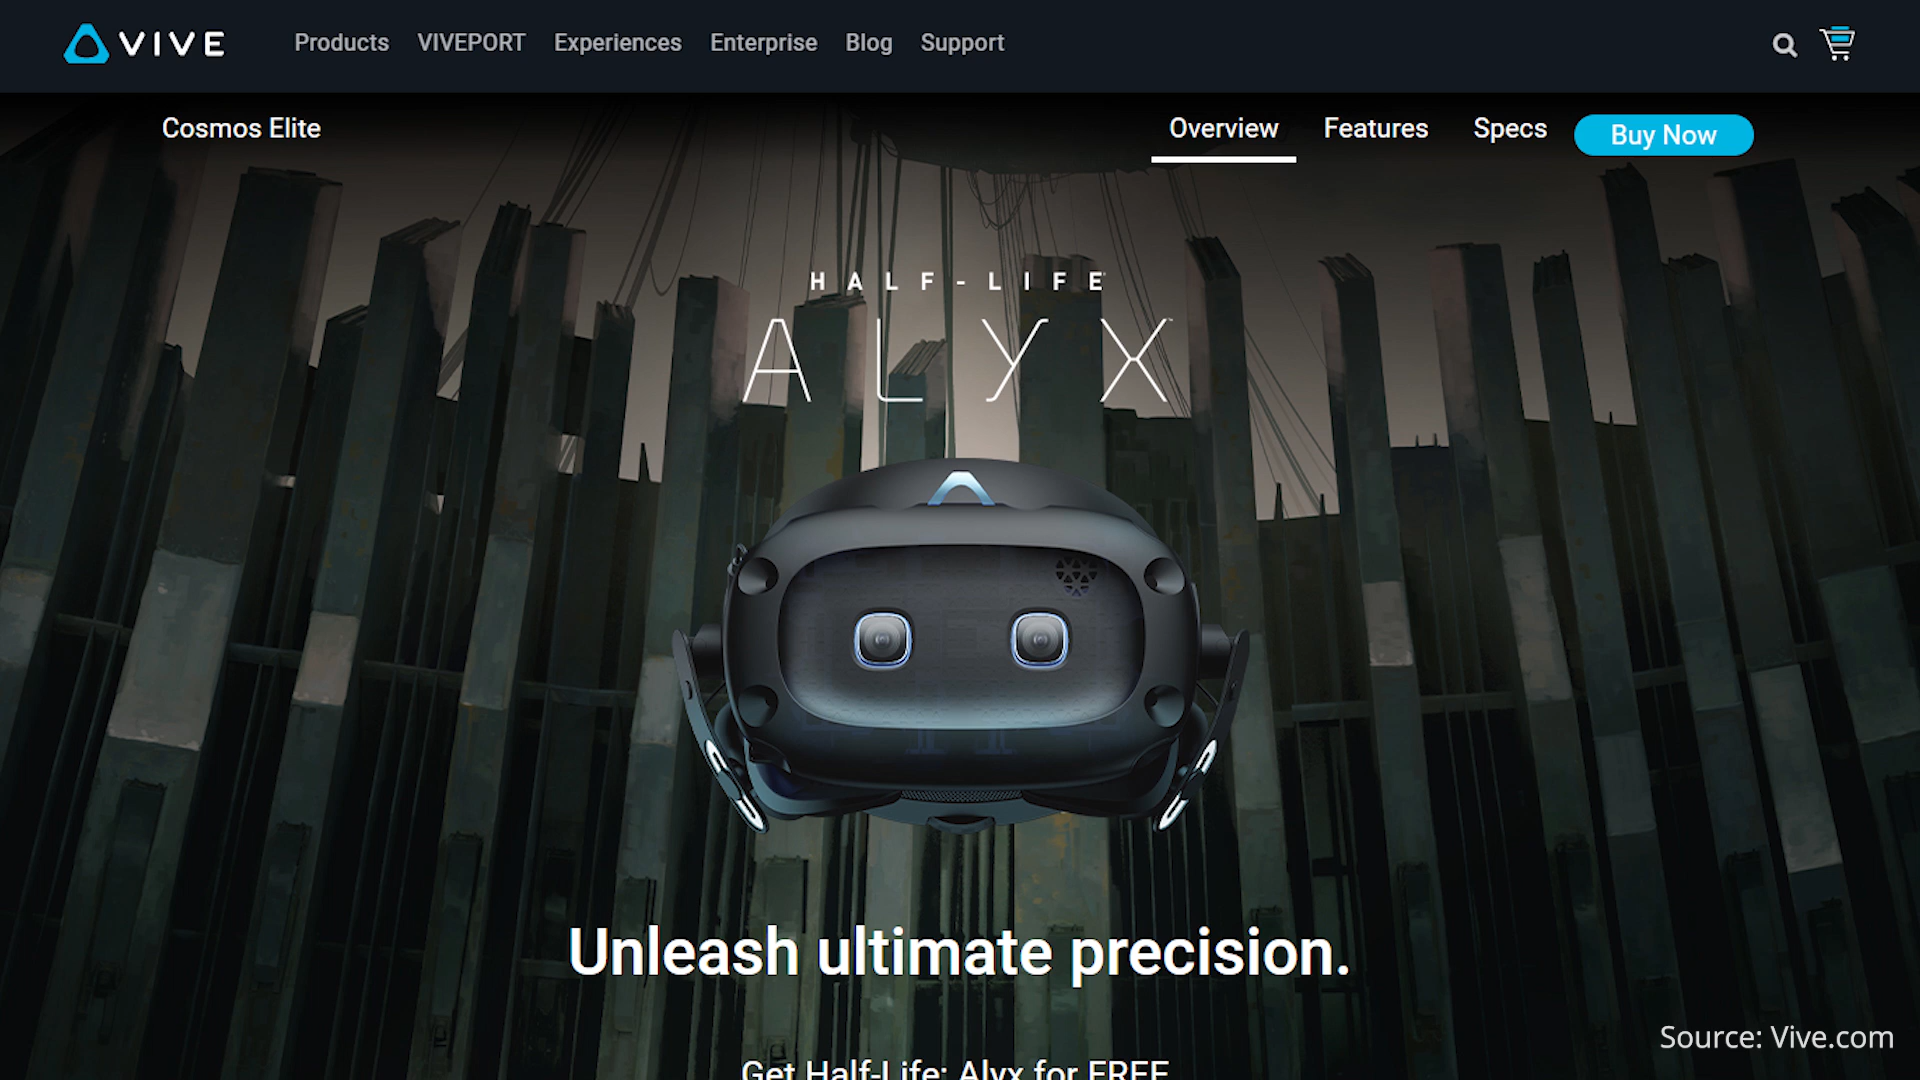 VIVE
Products VIVEPORT Experiences Enterprise Blog Support
Cosmos Elite
Overview Features Specs Buy Now
HALF-LIFE
ALYX™
Unleash ultimate precision.
Get Half-Life: Alyx for FREE
Source: Vive.com